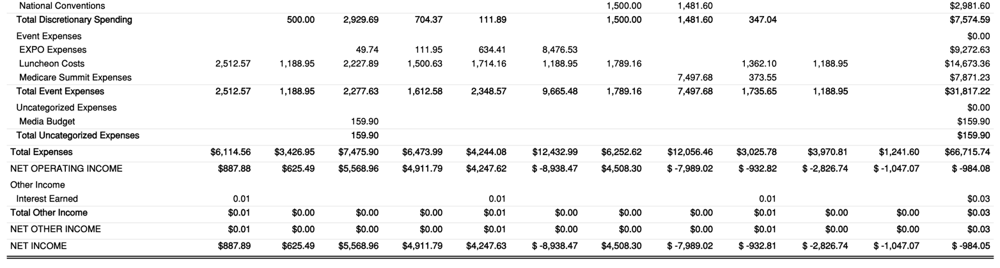 National Conventions 1,500.00 1,481.60 $2,981.60
Total Discretionary Spending 500.00 2,929.69 704.37 111.89 1,500.00 1,481.60 347.04 $7,574.59
Event Expenses $0.00
EXPO Expenses 49.74 111.95 634.41 8,476.53 $9,272.63
Luncheon Costs 2,512.57 1,188.95 2,227.89 1,500.63 1,714.16 1,188.95 1,789.16 1,362.10 1,188.95 $14,673.36
Medicare Summit Expenses 7,497.68 373.55 $7,871.23
Total Event Expenses 2,512.57 1,188.95 2,277.63 1,612.58 2,348.57 9,665.48 1,789.16 7,497.68 1,735.65 1,188.95 $31,817.22
Uncategorized Expenses $0.00
Media Budget 159.90 $159.90
Total Uncategorized Expenses 159.90 $159.90
Total Expenses $6,114.56 $3,426.95 $7,475.90 $6,473.99 $4,244.08 $12,432.99 $6,252.62 $12,056.46 $3,025.78 $3,970.81 $1,241.60 $66,715.74
NET OPERATING INCOME $887.88 $625.49 $5,568.96 $4,911.79 $4,247.62 $ -8,938.47 $4,508.30 $ -7,989.02 $ -932.82 $ -2,826.74 $ -1,047.07 $ -984.08
Other Income
Interest Earned 0.01 0.01 0.01 $0.03
Total Other Income $0.01 $0.00 $0.00 $0.00 $0.01 $0.00 $0.00 $0.00 $0.01 $0.00 $0.00 $0.03
NET OTHER INCOME $0.01 $0.00 $0.00 $0.00 $0.01 $0.00 $0.00 $0.00 $0.01 $0.00 $0.00 $0.03
NET INCOME $887.89 $625.49 $5,568.96 $4,911.79 $4,247.63 $ -8,938.47 $4,508.30 $ -7,989.02 $ -932.81 $ -2,826.74 $ -1,047.07 $ -984.05